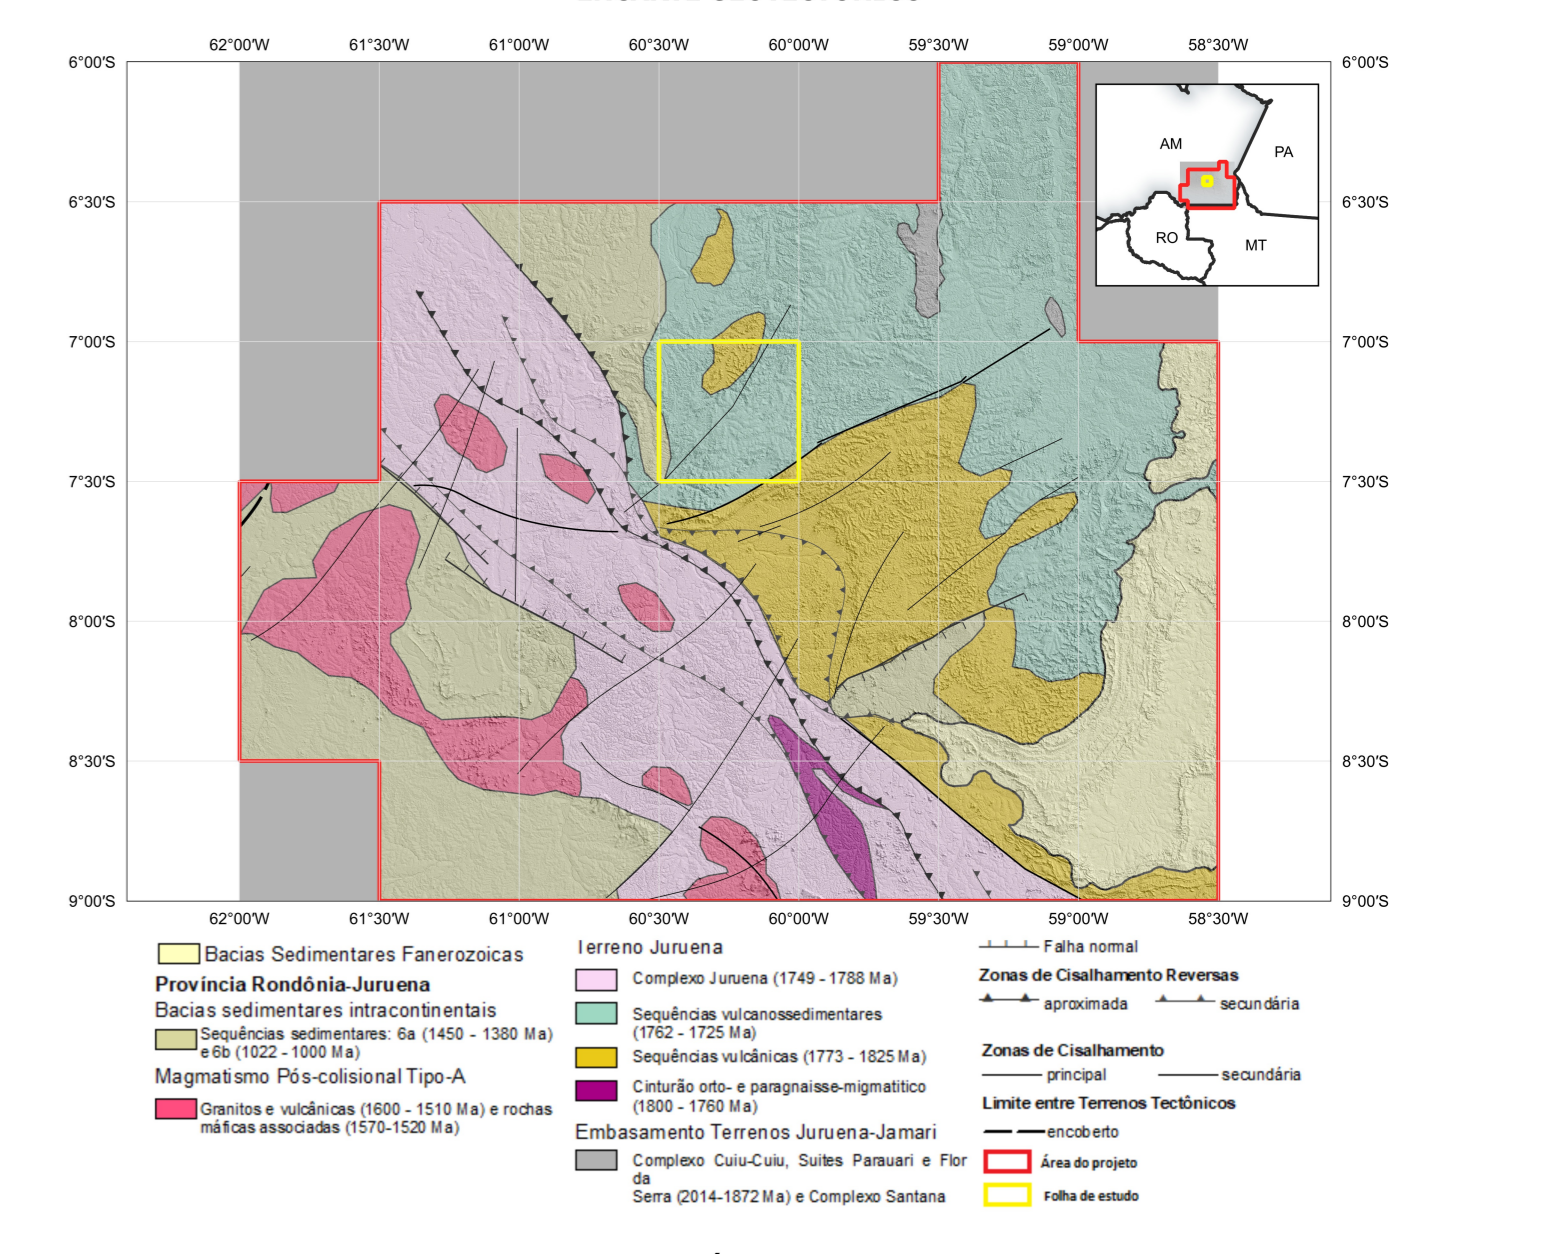 62°00'W 61°30'W 61°00'W 60°30'W 60°00'W 59°30'W 59°00'W 58°30'W
6°00'S 6°00'S
AM
PA
6°30'S 6°30'S
RO
MT
7°00'S 7°00'S
7°30'S 7°30'S
8°00'S 8°00'S
8°30'S 8°30'S
9°00'S 9°00'S
62°00'W 61°30'W 61°00'W 60°30'W 60°00'W 59°30'W 59°00'W 58°30'W
Bacias Sedimentares Fanerozoicas
Província Rondônia-Juruena
Bacias sedimentares intracontinentais
Sequências sedimentares: 6a (1450 - 1380 Ma)
e 6b (1022 - 1000 Ma)
Magmatismo Pós-colisional Tipo-A
Granitos e vulcânicas (1600 - 1510 Ma) e rochas
máficas associadas (1570-1520 Ma)
Terreno Juruena
Complexo Juruena (1749 - 1788 Ma)
Sequências vulcanossedimentares
(1762 - 1725 Ma)
Sequências vulcânicas (1773 - 1825 Ma)
Cinturão orto- e paragnaisse-migmatitico
(1800 - 1760 Ma)
Embasamento Terrenos Juruena-Jamari
Complexo Cuiu-Cuiu, Suites Parauari e Flor
da
Serra (2014-1872 Ma) e Complexo Santana
Falha normal
Zonas de Cisalhamento Reversas
aproximada secundária
Zonas de Cisalhamento
principal secundária
Limite entre Terrenos Tectônicos
encoberto
Área do projeto
Folha de estudo